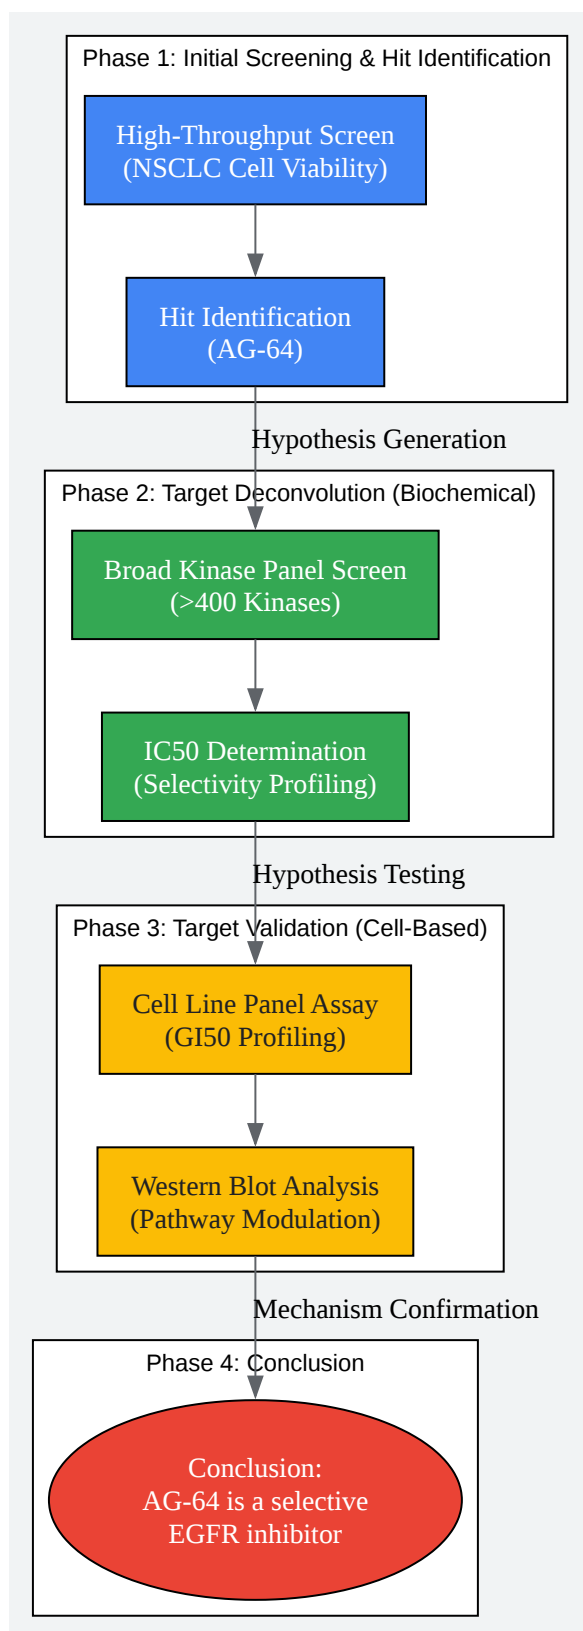 Phase 1: Initial Screening & Hit Identification
High-Throughput Screen
(NSCLC Cell Viability)
Hit Identification
(AG-64)
Hypothesis Generation
Phase 2: Target Deconvolution (Biochemical)
Broad Kinase Panel Screen
(>400 Kinases)
IC50 Determination
(Selectivity Profiling)
Hypothesis Testing
Phase 3: Target Validation (Cell-Based)
Cell Line Panel Assay
(GI50 Profiling)
Western Blot Analysis
(Pathway Modulation)
Mechanism Confirmation
Phase 4: Conclusion
Conclusion:
AG-64 is a selective
EGFR inhibitor